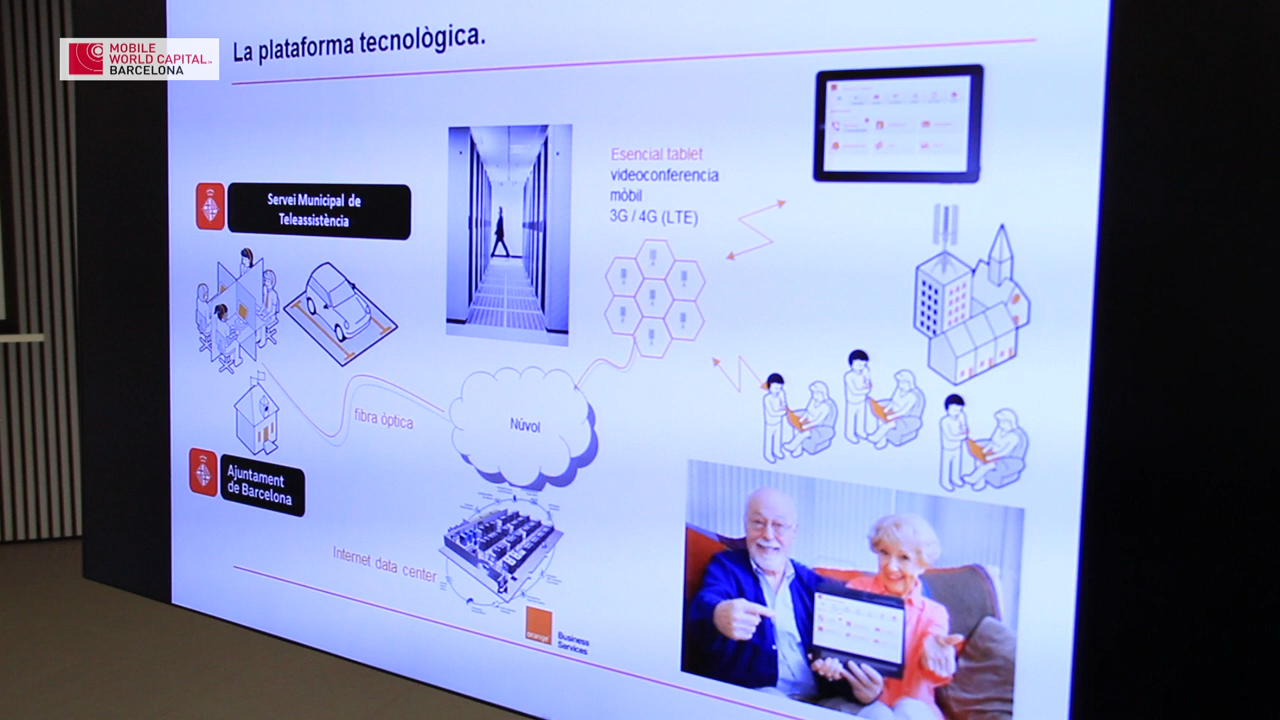 MOBILE
WORLD CAPITAL
BARCELONA
La plataforma tecnològica.
Servei Municipal de
Teleassistència
Esencial tablet
videoconferencia
mòbil
3G / 4G (LTE)
fibra òptica
Núvol
Ajuntament
de Barcelona
Internet data center
orange
Business
Services